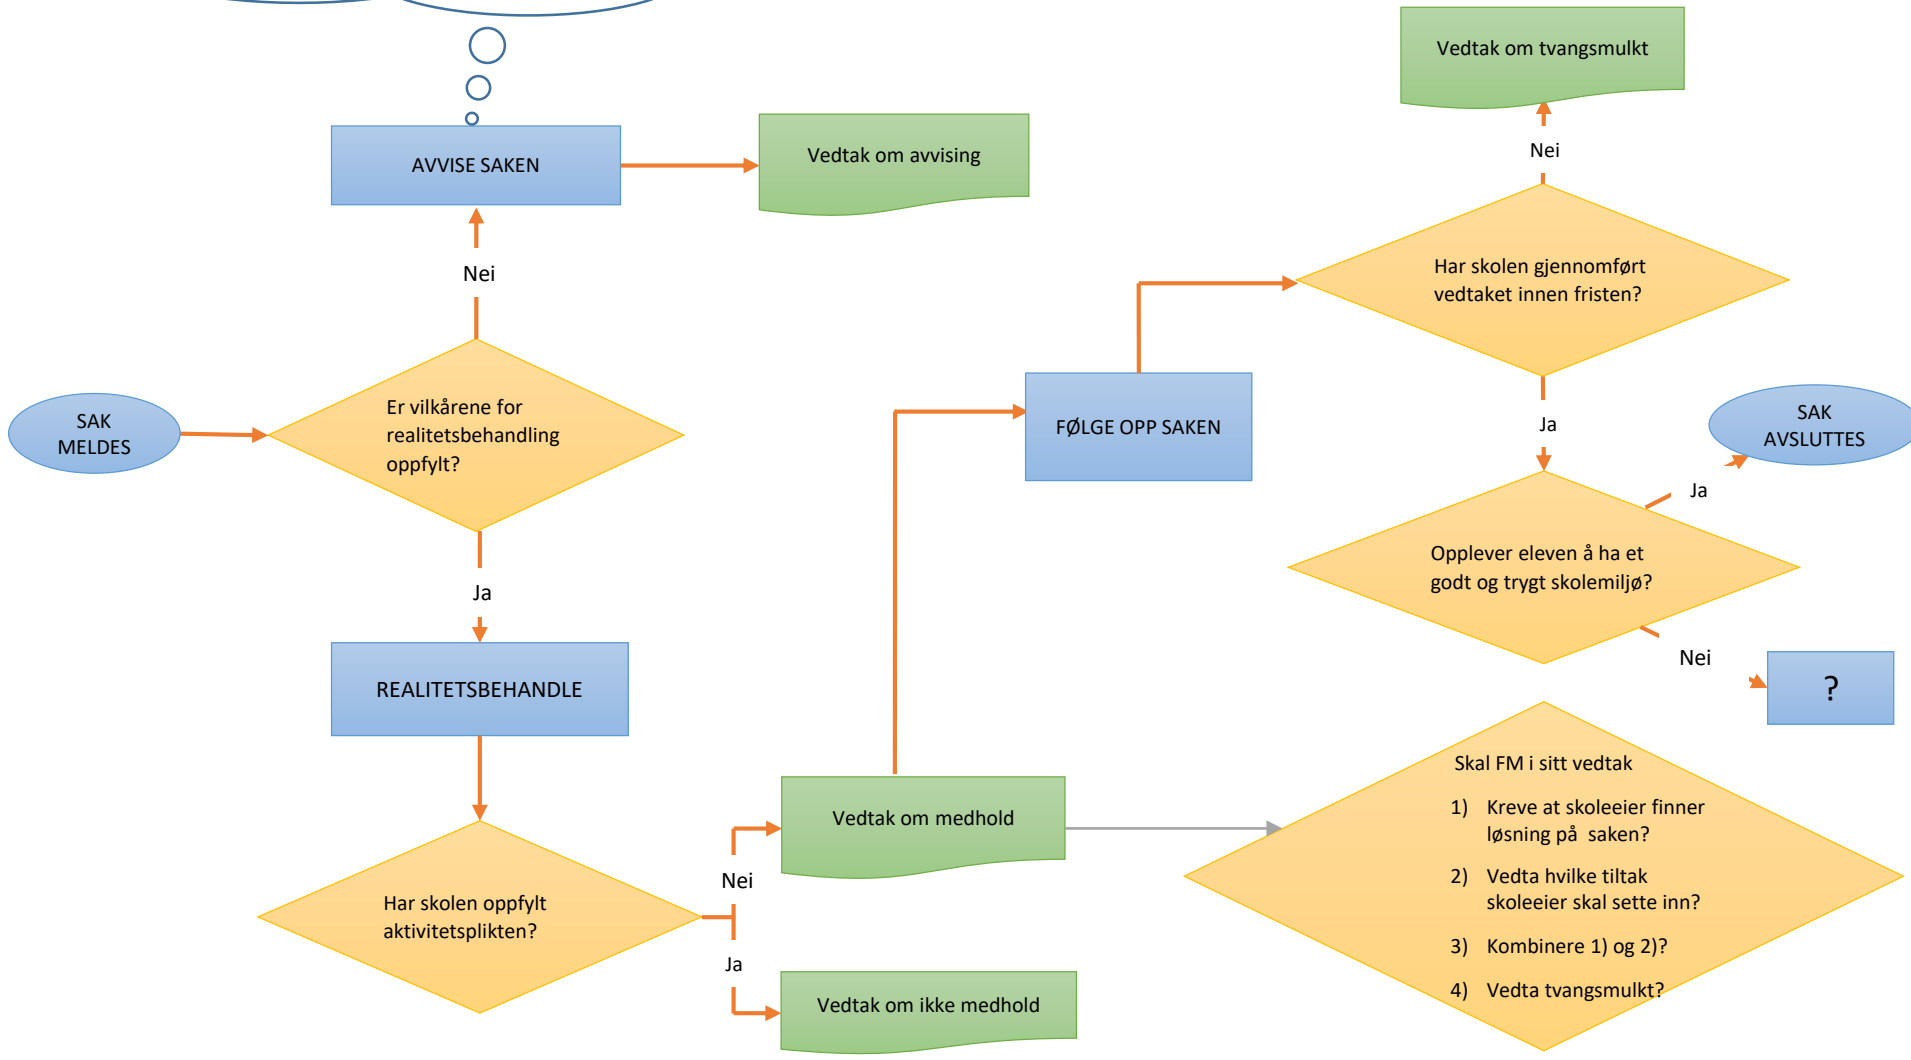 Vedtak om tvangsmulkt
Vedtak om avvising
AVVISE SAKEN
Nei
Nei
Har skolen gjennomført
vedtaket innen fristen?
SAK
MELDES
Er vilkårene for
realitetsbehandling
oppfylt?
FØLGE OPP SAKEN
Ja
SAK
AVSLUTTES
Ja
Opplever eleven å ha et
godt og trygt skolemiljø?
Ja
Nei
?
REALITETSBEHANDLE
Vedtak om medhold
Nei
Har skolen oppfylt
aktivitetsplikten?
Ja
Vedtak om ikke medhold
Skal FM i sitt vedtak
1) Kreve at skoleeier finner
løsning på saken?
2) Vedta hvilke tiltak
skoleeier skal sette inn?
3) Kombinere 1) og 2)?
4) Vedta tvangsmulkt?